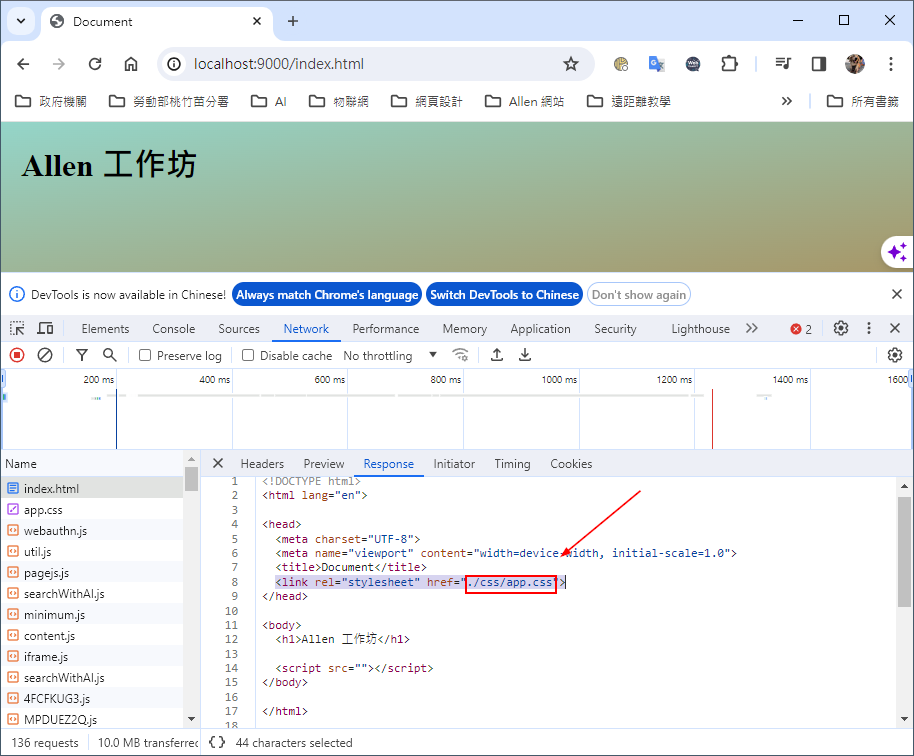 Document
localhost:9000/index.html
政府機關 勞動部桃竹苗分署 AI 物聯網 網頁設計 Allen 網站 遠距離教學 » 所有書籤
Allen 工作坊
DevTools is now available in Chinese! Always match Chrome's language Switch DevTools to Chinese Don't show again
Elements Console Sources Network Performance Memory Application Security Lighthouse » 2
Preserve log Disable cache No throttling
200 ms 400 ms 600 ms 800 ms 1000 ms 1200 ms 1400 ms 1600
Name
index.html
app.css
webauthn.js
util.js
pagejs.js
searchWithAI.js
minimum.js
content.js
iframe.js
searchWithAI.js
4FCFKUG3.js
MPDUEZ2Q.js
136 requests 10.0 MB transferred
Headers Preview Response Initiator Timing Cookies
1 <!DOCTYPE html>
2 <html lang="en">
3
4 <head>
5 <meta charset="UTF-8">
6 <meta name="viewport" content="width=device-width, initial-scale=1.0">
7 <title>Document</title>
8 <link rel="stylesheet" href="./css/app.css">
9 </head>
10
11 <body>
12 <h1>Allen 工作坊</h1>
13
14 <script src=""></script>
15 </body>
16
17 </html>
18
{ } 44 characters selected